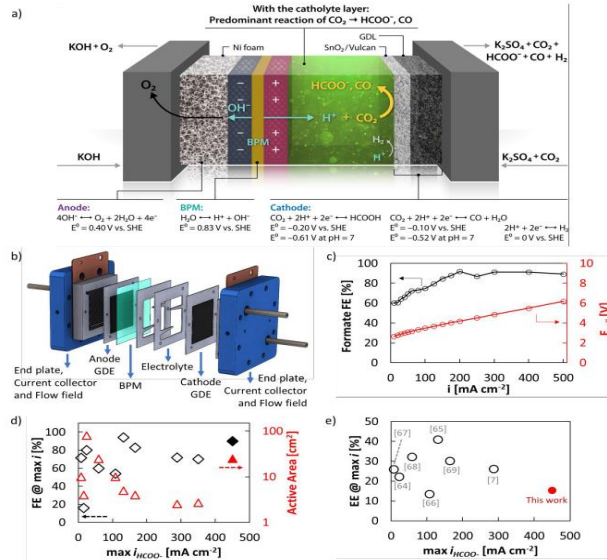 a)
With the catholyte layer:
Predominant reaction of CO₂ → HCOO⁻, CO
GDL
Ni foam
SnO₂/Vulcan
KOH + O₂
K₂SO₄ + CO₂ +
HCOO⁻ + CO + H₂
O₂
HCOO⁻, CO
OH⁻
H⁺ + CO₂
BPM
H₂
H⁺
KOH
K₂SO₄ + CO₂
Anode:
4OH⁻ ⟷ O₂ + 2H₂O + 4e⁻
E⁰ = 0.40 V vs. SHE
BPM:
H₂O ⟷ H⁺ + OH⁻
E⁰ = 0.83 V vs. SHE
Cathode:
CO₂ + 2H⁺ + 2e⁻ ⟷ HCOOH
E⁰ = −0.20 V vs. SHE
E⁰ = −0.61 V at pH = 7
CO₂ + 2H⁺ + 2e⁻ ⟷ CO + H₂O
E⁰ = −0.10 V vs. SHE
E⁰ = −0.52 V at pH = 7
2H⁺ + 2e⁻ ⟷ H₂
E⁰ = 0 V vs. SHE
b)
End plate,
Current collector
and Flow field
Anode
GDE
BPM
Electrolyte
Cathode
GDE
End plate,
Current collector
and Flow field
c)
Formate FE [%]
100
80
60
40
20
0
10
8
6
4
2
0
[V]
0 100 200 300 400 500
i [mA cm⁻²]
d)
FE @ max i [%]
100
80
60
40
20
0
100
10
1
Active Area [cm²]
0 100 200 300 400 500
max i_HCOO- [mA cm⁻²]
e)
EE @ max i [%]
50
40
30
20
10
0
[67]
[65]
[68]
[69]
[64]
[66]
[7]
This work
0 100 200 300 400 500
max i_HCOO- [mA cm⁻²]